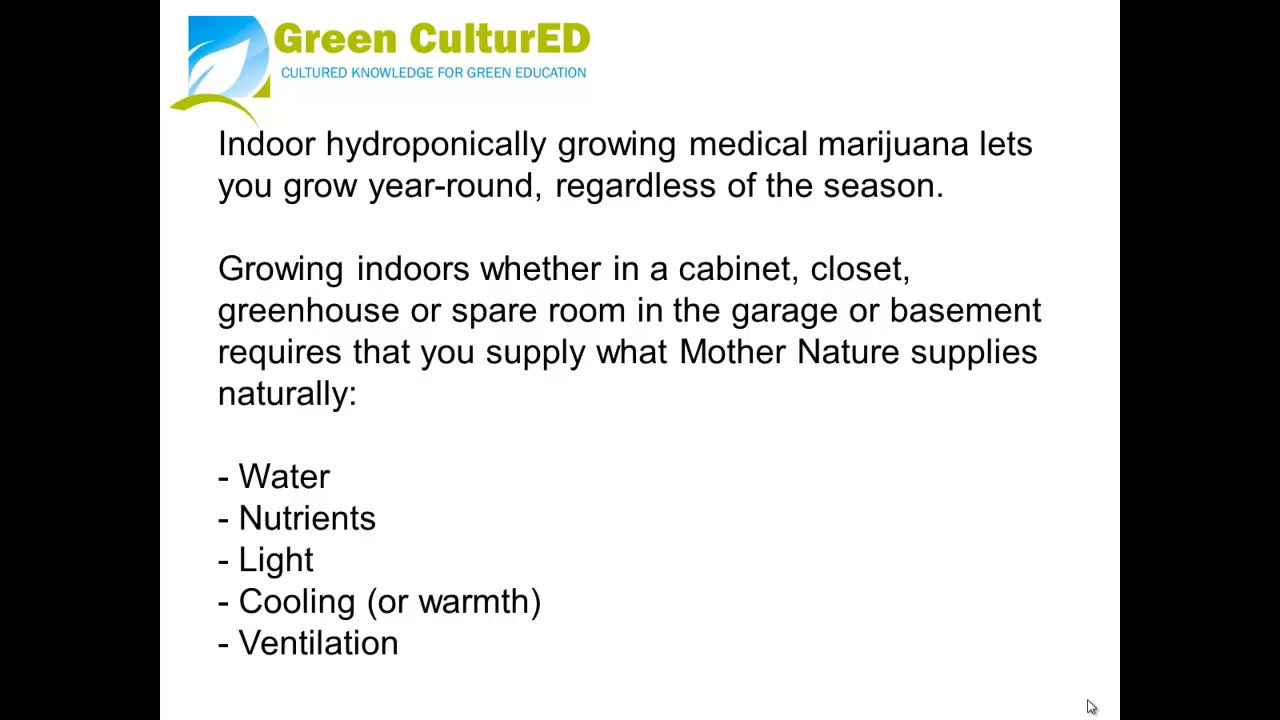 Green CulturED
CULTURED KNOWLEDGE FOR GREEN EDUCATION
Indoor hydroponically growing medical marijuana lets
you grow year-round, regardless of the season.
Growing indoors whether in a cabinet, closet,
greenhouse or spare room in the garage or basement
requires that you supply what Mother Nature supplies
naturally:
- Water
- Nutrients
- Light
- Cooling (or warmth)
- Ventilation